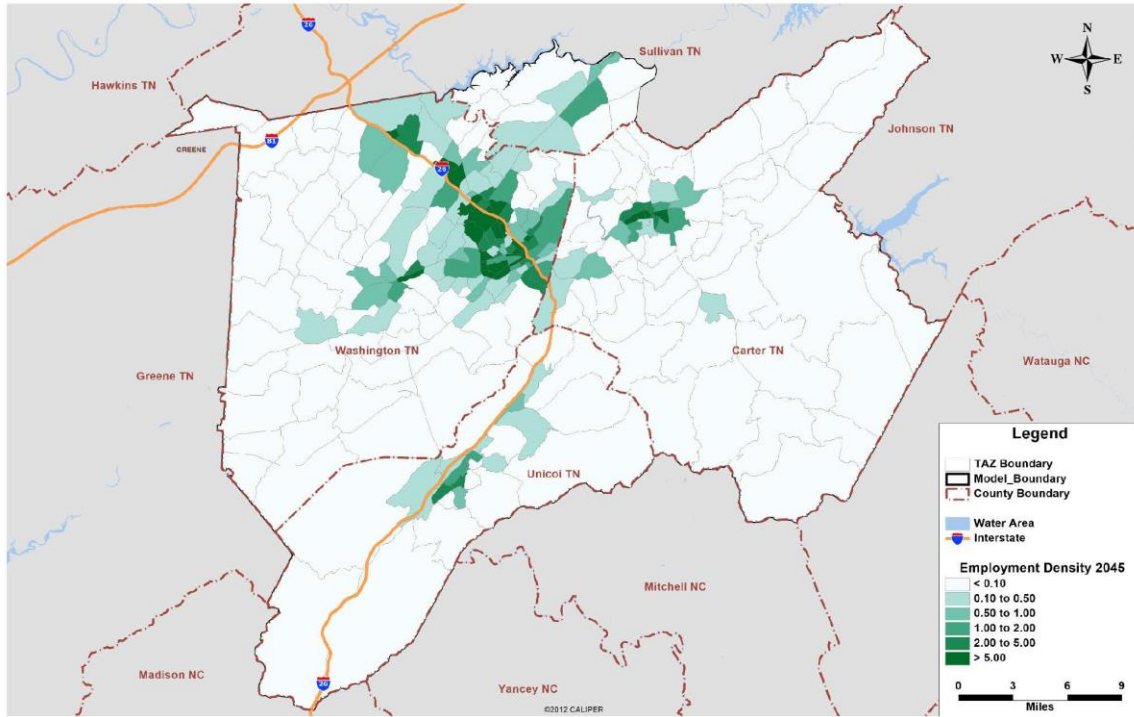 26
Sullivan TN
N
W E
S
Hawkins TN
Johnson TN
81
GREENE
26
Washington TN
Carter TN
Greene TN
Watauga NC
Unicoi TN
Mitchell NC
Madison NC
26
Yancey NC
©2012 CALIPER
Legend
TAZ Boundary
Model_Boundary
County Boundary
Water Area
Interstate
Employment Density 2045
< 0.10
0.10 to 0.50
0.50 to 1.00
1.00 to 2.00
2.00 to 5.00
> 5.00
0 3 6 9
Miles